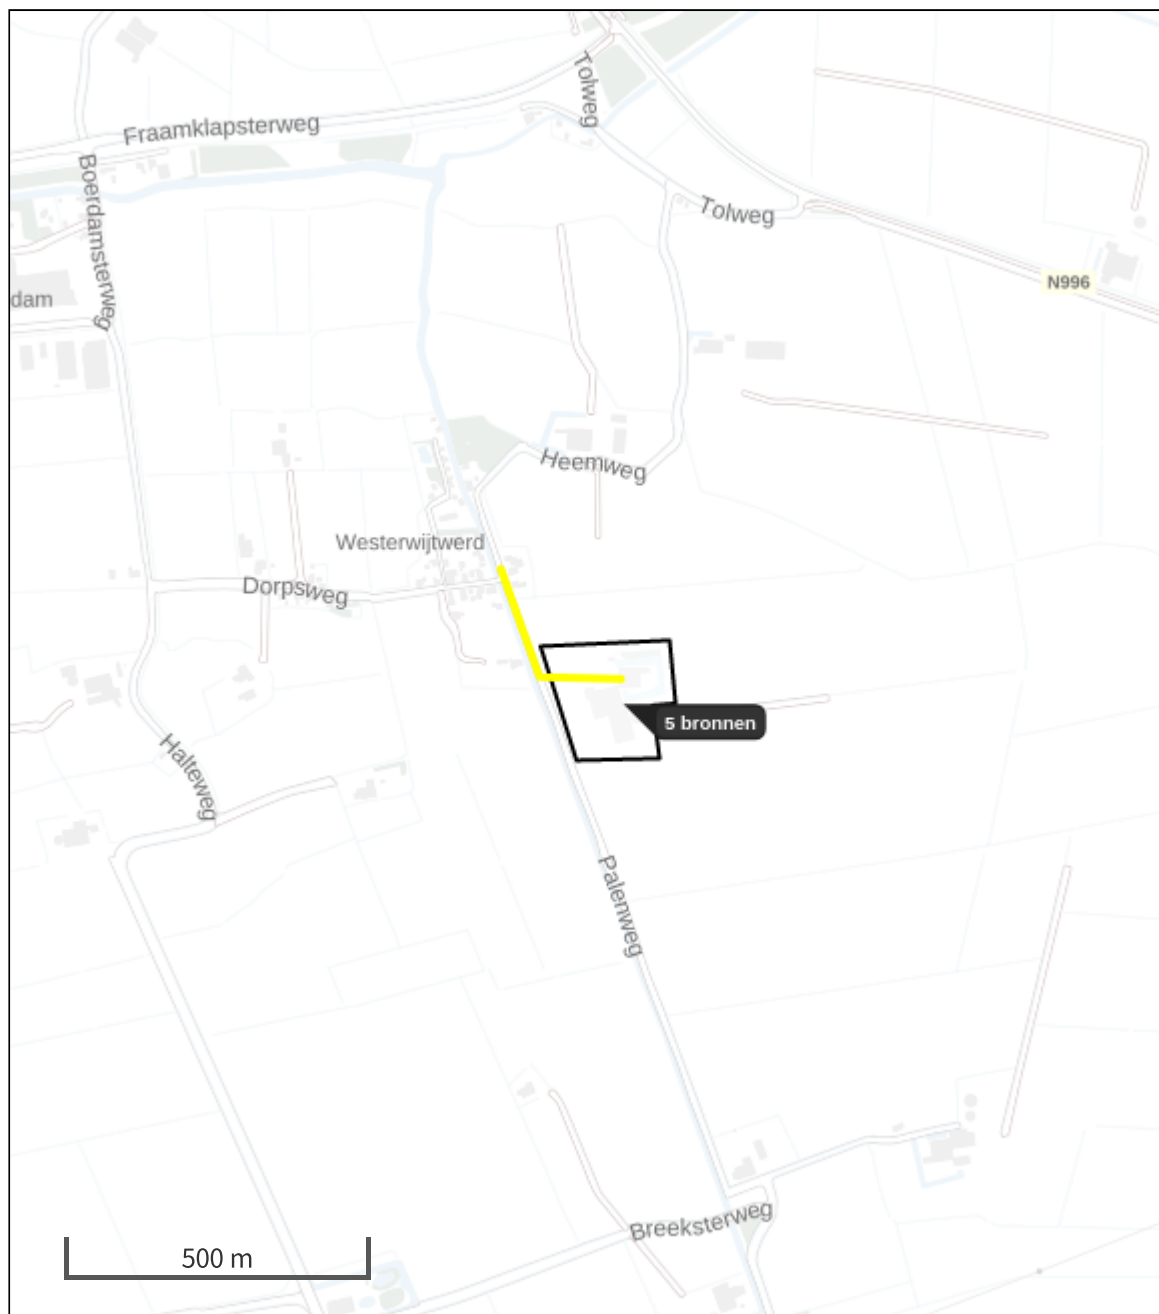 Tolweg
Fraamklapsterweg
Boerdamsterweg
Tolweg
N996
dam
Heemweg
Westerwijtwerd
Dorpsweg
5 bronnen
Halteweg
Palenweg
Breeksterweg
500 m